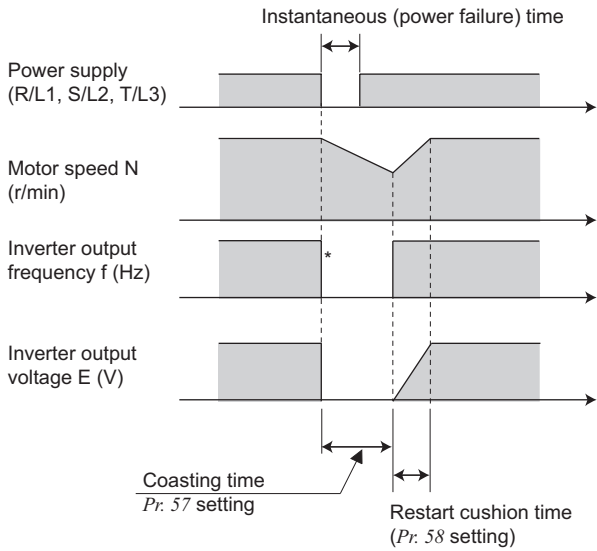 Instantaneous (power failure) time
Power supply
(R/L1, S/L2, T/L3)
Motor speed N
(r/min)
Inverter output
frequency f (Hz)
*
Inverter output
voltage E (V)
Coasting time
Pr. 57 setting
Restart cushion time
(Pr. 58 setting)